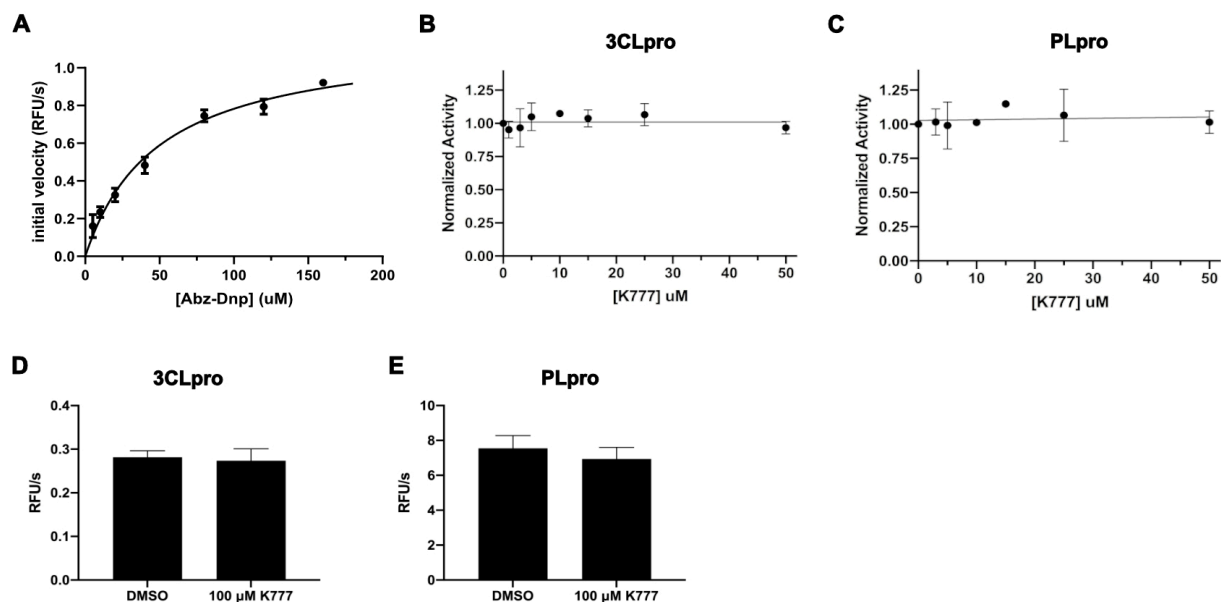 A
initial velocity (RFU/s)
1.0
0.8
0.6
0.4
0.2
0.0
0
50
100
150
200
[Abz-Dnp] (uM)
B
3CLpro
Normalized Activity
1.25
1.00
0.75
0.50
0.25
0.00
0
10
20
30
40
50
[K777] uM
C
PLpro
Normalized Activity
1.25
1.00
0.75
0.50
0.25
0.00
0
10
20
30
40
50
[K777] uM
D
3CLpro
RFU/s
0.4
0.3
0.2
0.1
0.0
DMSO
100 µM K777
E
PLpro
RFU/s
10
8
6
4
2
0
DMSO
100 µM K777